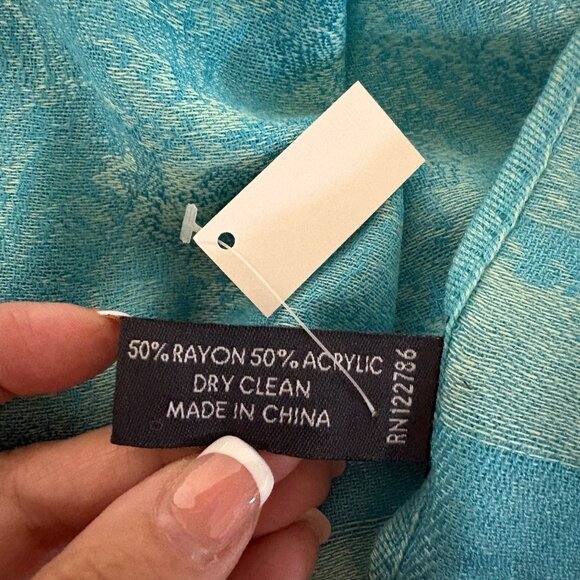 50% RAYON 50% ACRYLIC
DRY CLEAN
MADE IN CHINA
RN122786